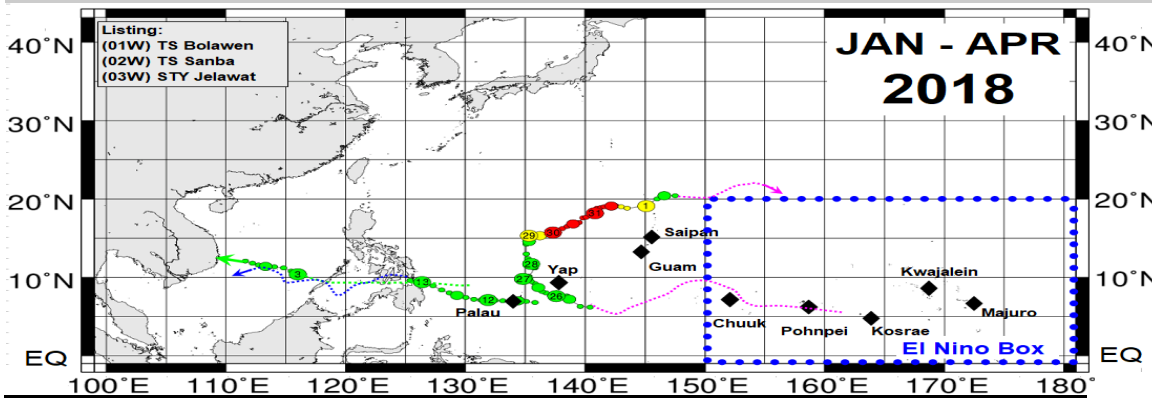 Listing:
(01W) TS Bolawen
(02W) TS Sanba
(03W) STY Jelawat
JAN - APR
2018
40°N
40°N
30°N
30°N
20°N
20°N
10°N
10°N
EQ
EQ
31
1
29
30
28
27
26
3
13
12
Saipan
Guam
Yap
Palau
Kwajalein
Chuuk
Pohnpei
Kosrae
Majuro
El Nino Box
100°E
110°E
120°E
130°E
140°E
150°E
160°E
170°E
180°